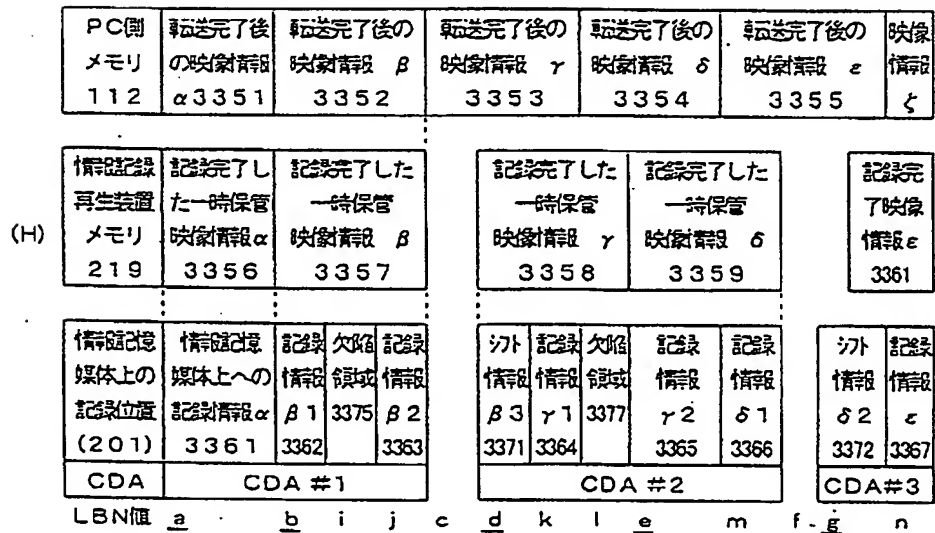 PC側
メモリ
112
転送完了後
の映像情報
α3351
転送完了後の
映像情報 β
3352
転送完了後の
映像情報 γ
3353
転送完了後の
映像情報 δ
3354
転送完了後の
映像情報 ε
3355
映像
情報
ζ
(H)
情報記録
再生装置
メモリ
219
記録完了し
た一時保管
映像情報α
3356
記録完了した
一時保管
映像情報 β
3357
記録完了した
一時保管
映像情報 γ
3358
記録完了した
一時保管
映像情報 δ
3359
記録完
了映像
情報ε
3361
情報記憶
媒体上の
記録位置
(201)
情報記憶
媒体上への
記録情報α
3361
記録
情報
β1
3362
欠陥
領域
3375
記録
情報
β2
3363
シフト
情報
β3
3371
記録
情報
γ1
3364
欠陥
領域
3377
記録
情報
γ2
3365
記録
情報
δ1
3366
シフト
情報
δ2
3372
記録
情報
ε
3367
CDA
CDA #1
CDA #2
CDA#3
LBN値 a b i j c d k l e m f g n